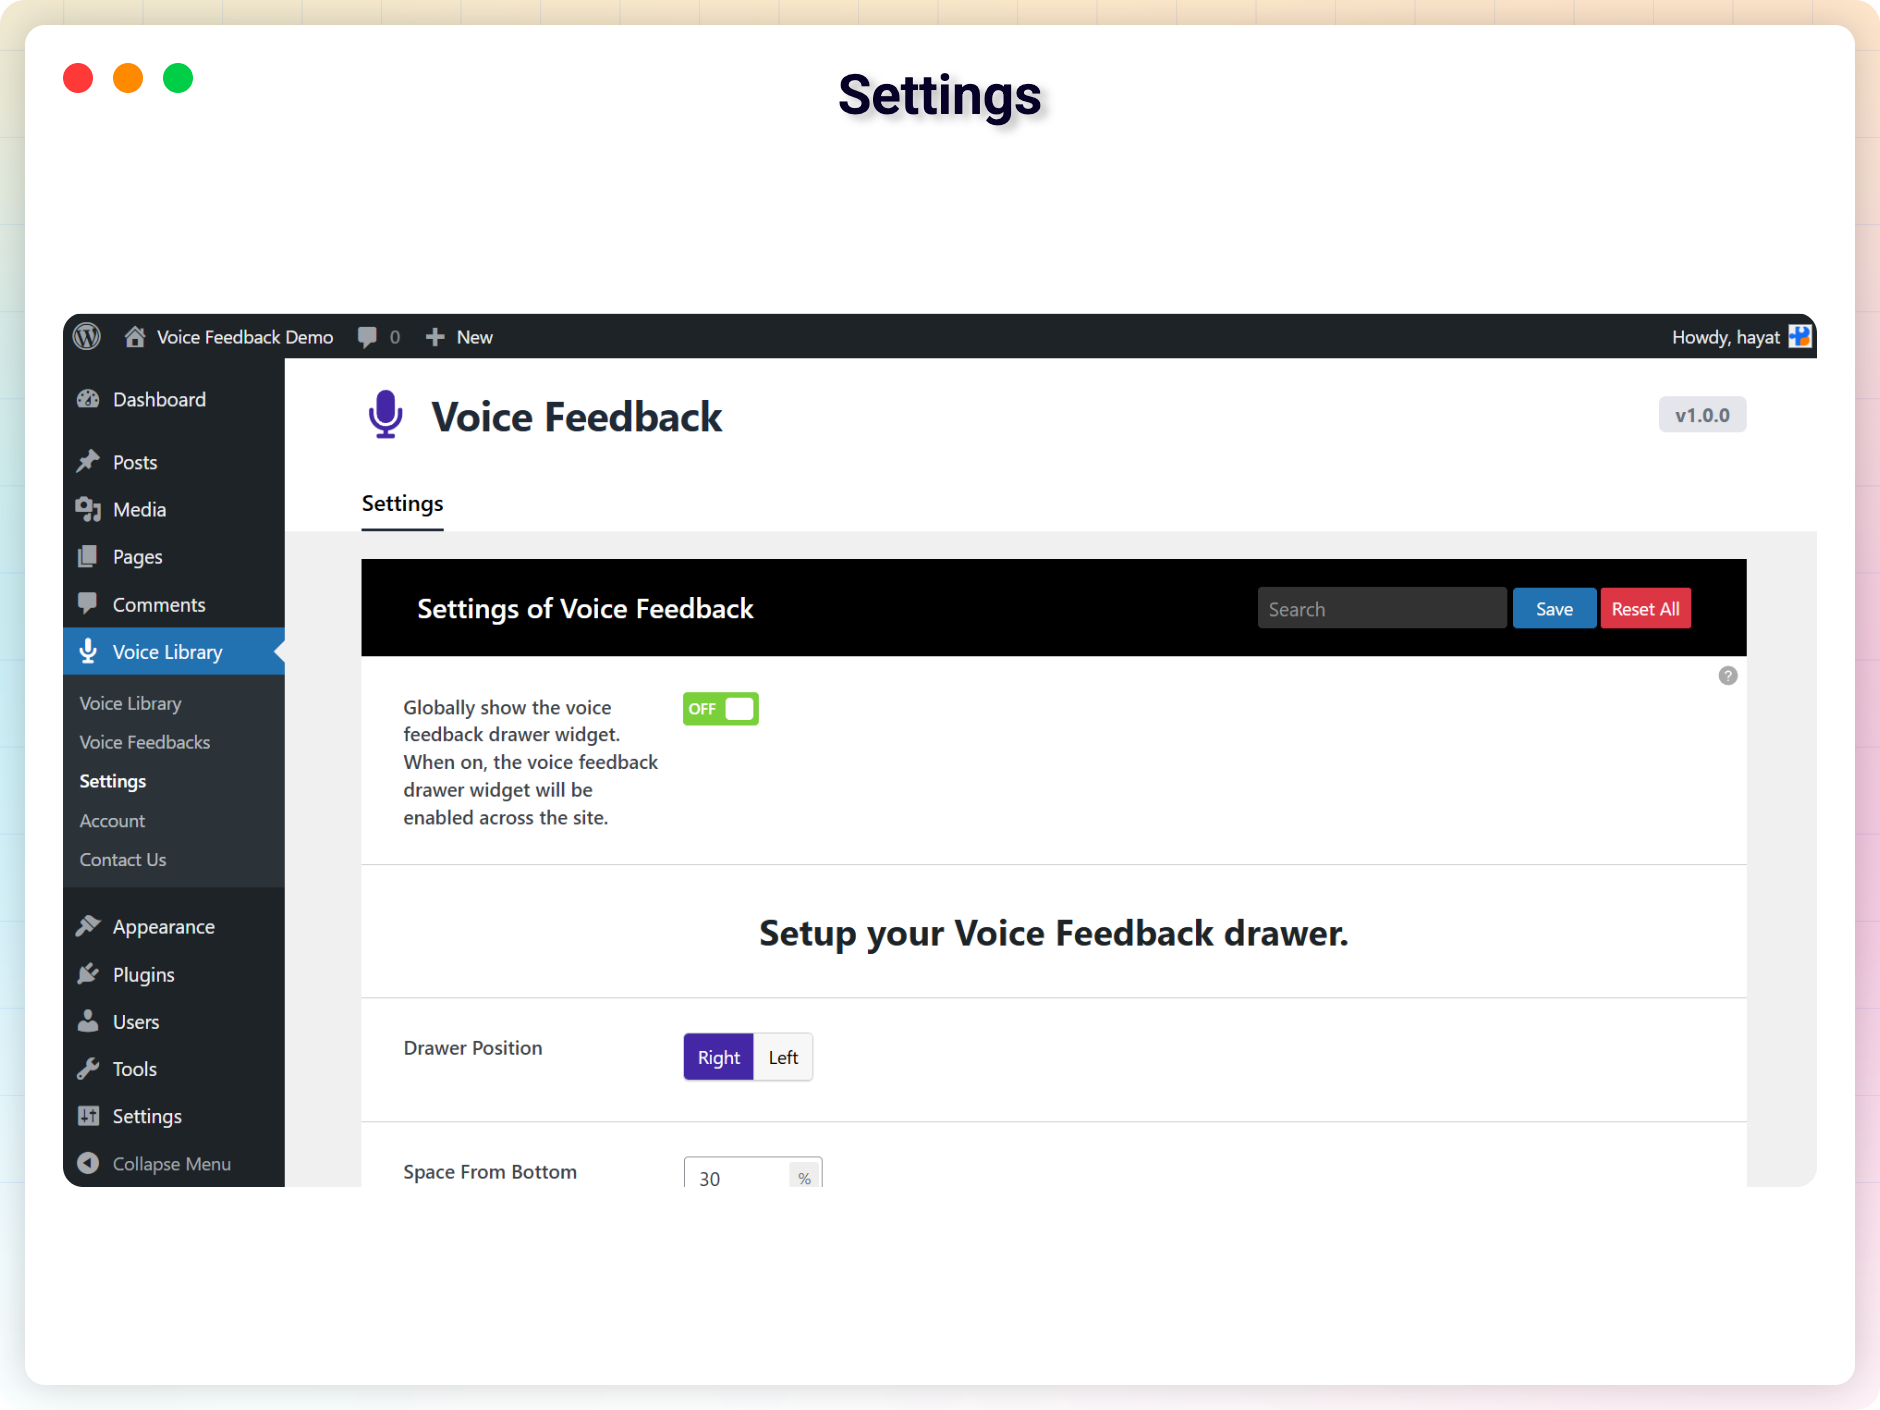 Settings
Voice Feedback Demo 0 New Howdy, hayat
Dashboard
Posts
Media
Pages
Comments
Voice Library
Voice Library
Voice Feedbacks
Settings
Account
Contact Us
Appearance
Plugins
Users
Tools
Settings
Collapse Menu
Voice Feedback
v1.0.0
Settings
Settings of Voice Feedback
Search
Save
Reset All
?
Globally show the voice
feedback drawer widget.
When on, the voice feedback
drawer widget will be
enabled across the site.
OFF
Setup your Voice Feedback drawer.
Drawer Position
Right Left
Space From Bottom
30 %